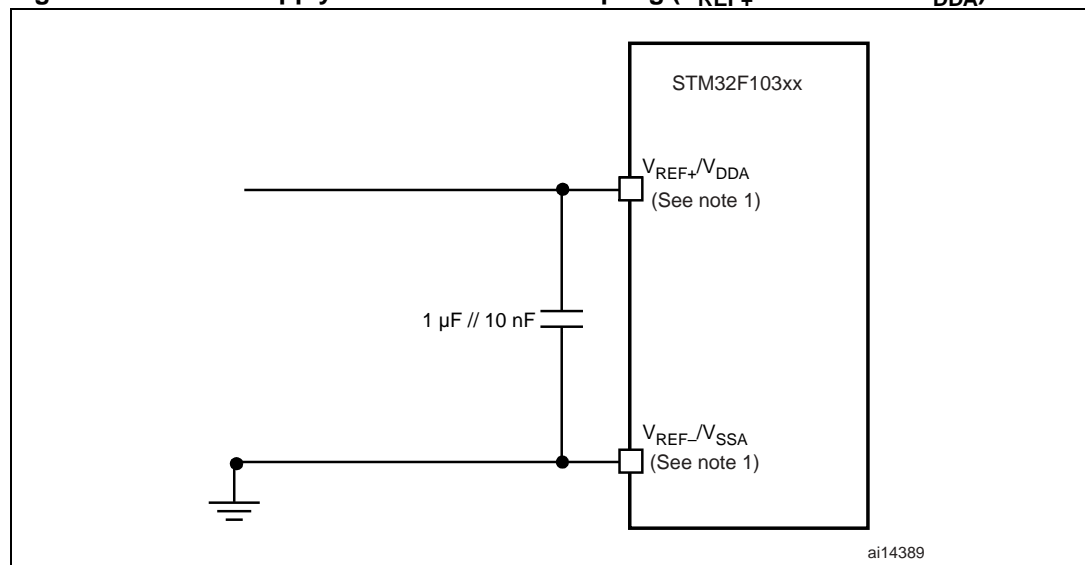 STM32F103xx
VREF+/VDDA
(See note 1)
1 µF // 10 nF
VREF–/VSSA
(See note 1)
ai14389